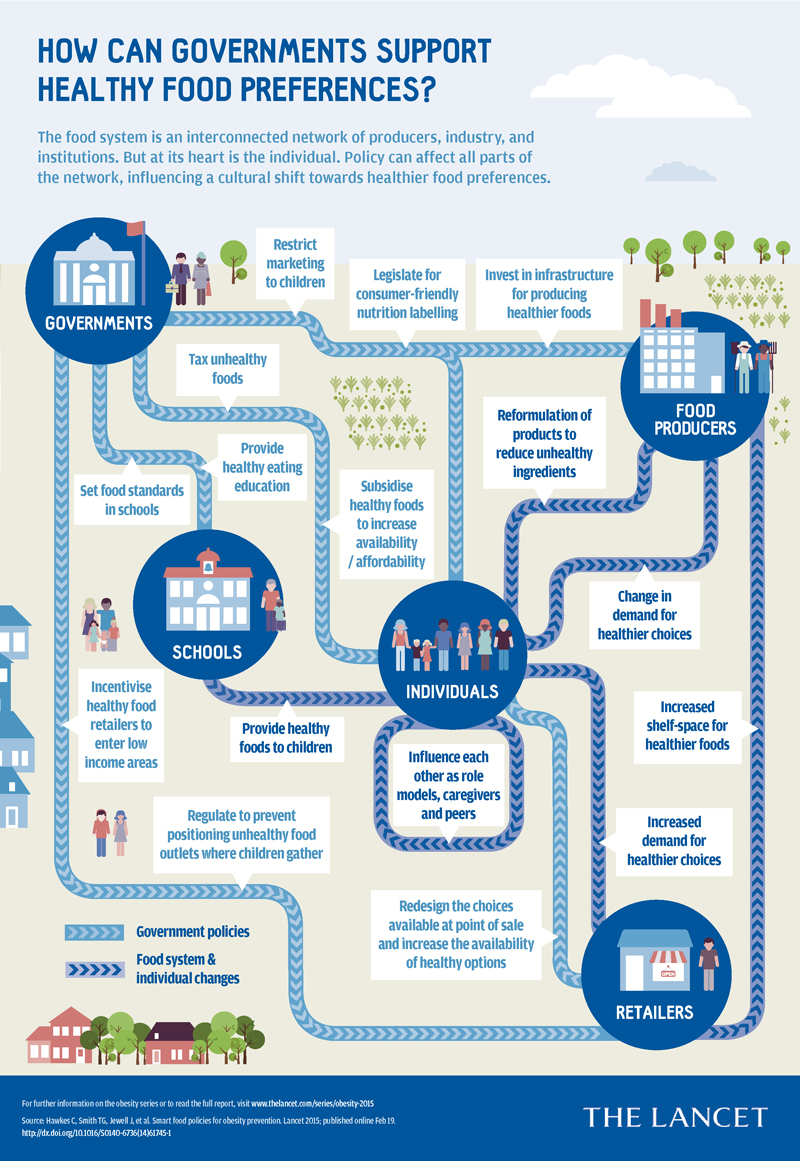 HOW CAN GOVERNMENTS SUPPORT
HEALTHY FOOD PREFERENCES?
The food system is an interconnected network of producers, industry, and
institutions. But at its heart is the individual. Policy can affect all parts of
the network, influencing a cultural shift towards healthier food preferences.
GOVERNMENTS
Restrict
marketing
to children
Legislate for
consumer-friendly
nutrition labelling
Invest in infrastructure
for producing
healthier foods
FOOD
PRODUCERS
Tax unhealthy
foods
Reformulation of
products to
reduce unhealthy
ingredients
Provide
healthy eating
education
Set food standards
in schools
Subsidise
healthy foods
to increase
availability
/ affordability
SCHOOLS
Change in
demand for
healthier choices
INDIVIDUALS
Incentivise
healthy food
retailers to
enter low
income areas
Provide healthy
foods to children
Increased
shelf-space for
healthier foods
Influence each
other as role
models, caregivers
and peers
Regulate to prevent
positioning unhealthy food
outlets where children gather
Increased
demand for
healthier choices
Redesign the choices
available at point of sale
and increase the availability
of healthy options
Government policies
Food system &
individual changes
OPEN
RETAILERS
For further information on the obesity series or to read the full report, visit www.thelancet.com/series/obesity-2015
Source: Hawkes C, Smith TG, Jewell J, et al. Smart food policies for obesity prevention. Lancet 2015; published online Feb 19.
http://dx.doi.org/10.1016/S0140-6736(14)61745-1
THE LANCET